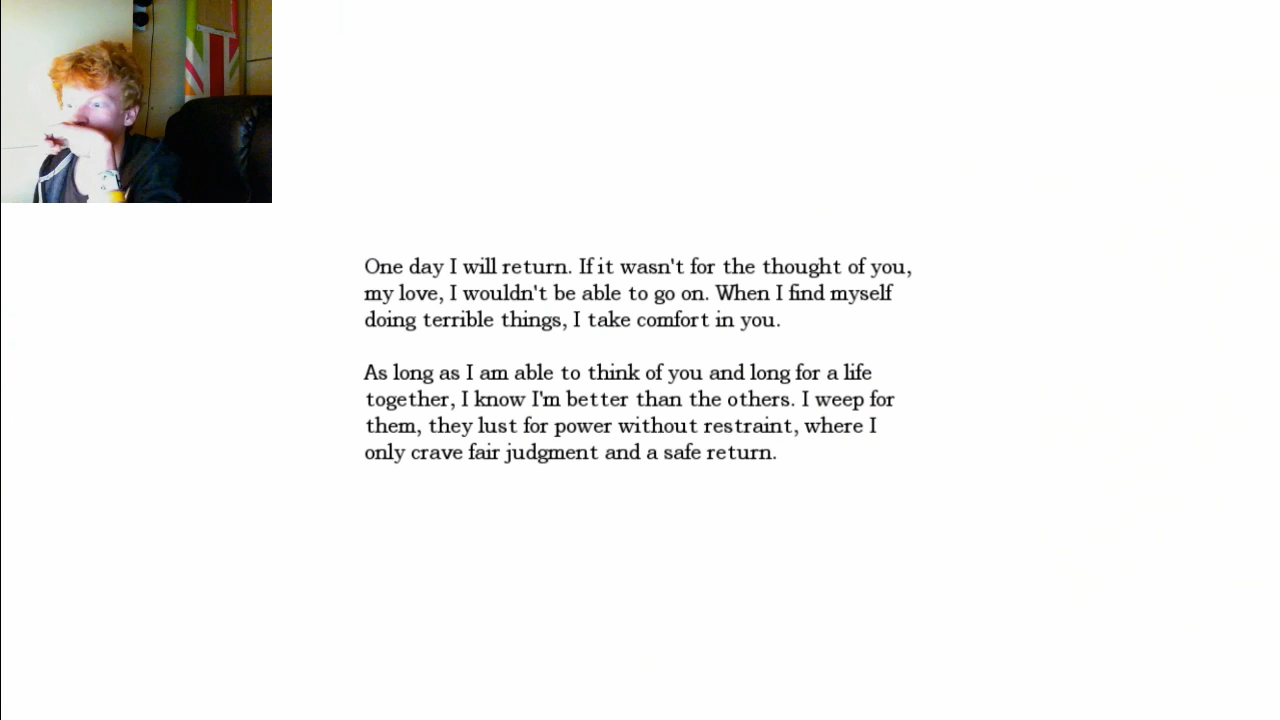 One day I will return. If it wasn't for the thought of you,
my love, I wouldn't be able to go on. When I find myself
doing terrible things, I take comfort in you.
As long as I am able to think of you and long for a life
together, I know I'm better than the others. I weep for
them, they lust for power without restraint, where I
only crave fair judgment and a safe return.